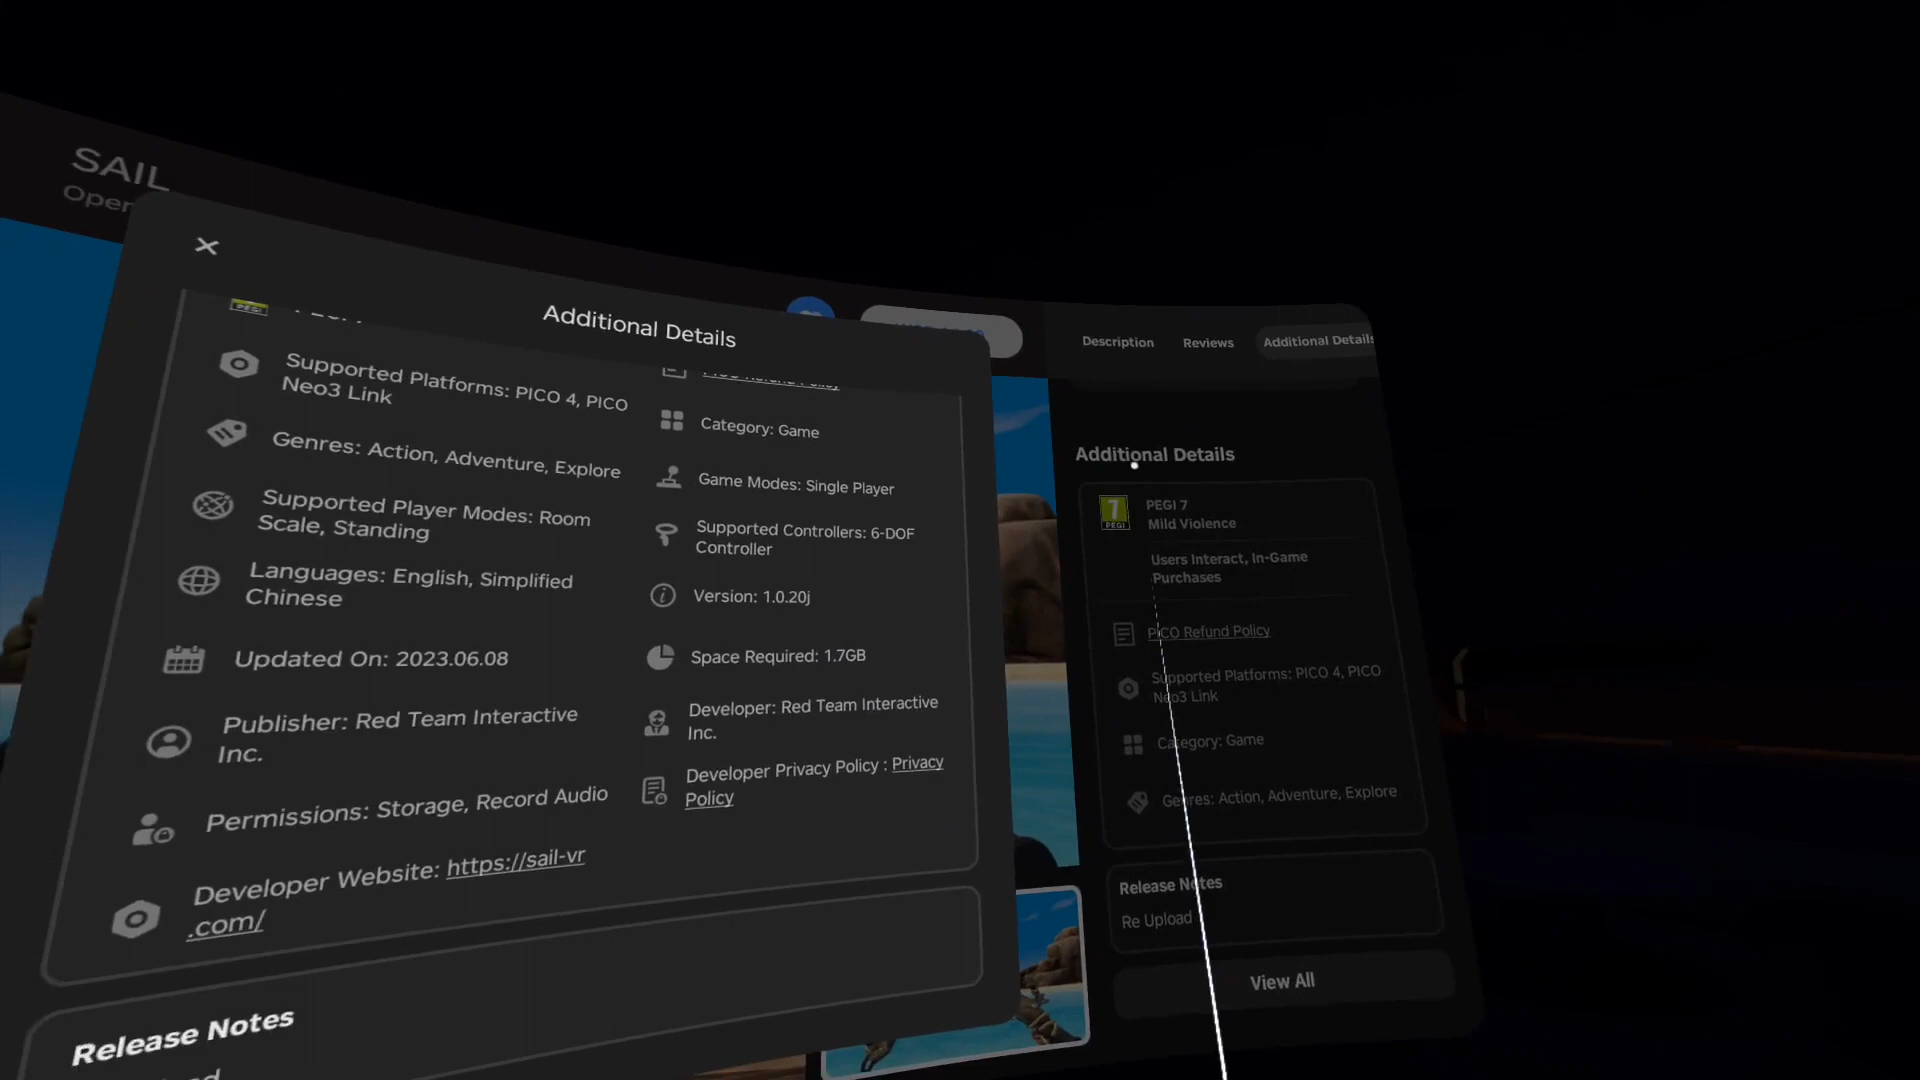 SAIL
Additional Details
Supported Platforms: PICO 4, PICO
Neo3 Link
Genres: Action, Adventure, Explore
Supported Player Modes: Room
Scale, Standing
Languages: English, Simplified
Chinese
Updated On: 2023.06.08
Publisher: Red Team Interactive
Inc.
Permissions: Storage, Record Audio
Developer Website: https://sail-vr
.com/
PICO Refund Policy
Category: Game
Game Modes: Single Player
Supported Controllers: 6-DOF
Controller
Version: 1.0.20j
Space Required: 1.7GB
Developer: Red Team Interactive
Inc.
Developer Privacy Policy : Privacy
Policy
Release Notes
Description
Reviews
Additional Details
Additional Details
7
PEGI
PEGI 7
Mild Violence
Users Interact, In-Game
Purchases
PICO Refund Policy
Supported Platforms: PICO 4, PICO
Neo3 Link
Category: Game
Genres: Action, Adventure, Explore
Release Notes
Re Upload
View All